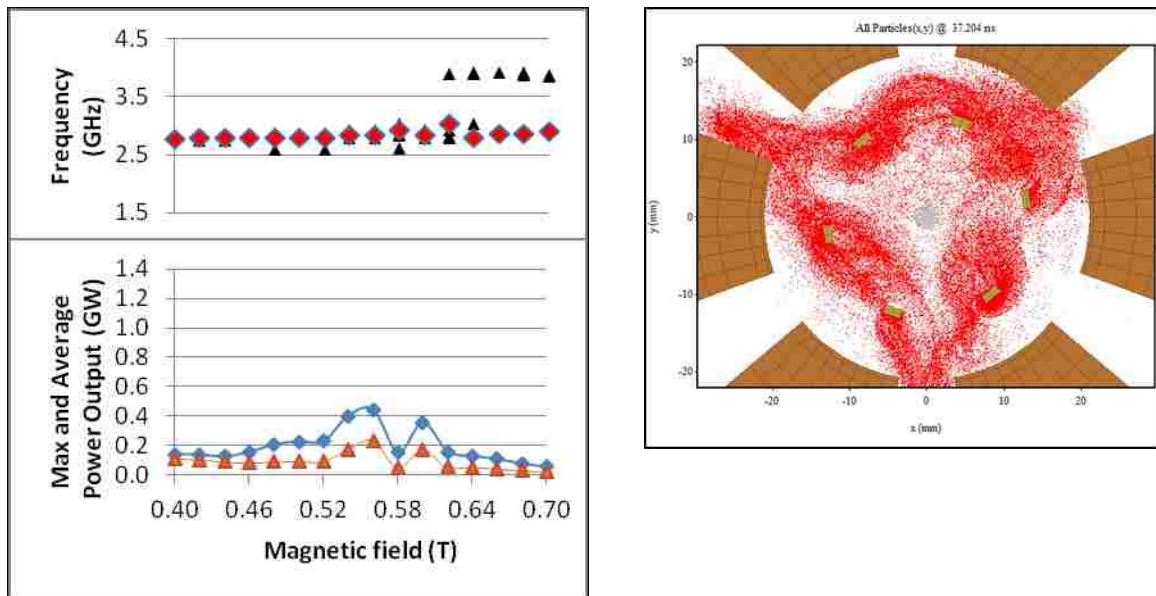 4.5
3.5
2.5
1.5
Frequency
(GHz)
1.4
1.2
1.0
0.8
0.6
0.4
0.2
0.0
Max and Average
Power Output (GW)
0.40 0.46 0.52 0.58 0.64 0.70
Magnetic field (T)
All Particles(x,y) @ 37.204 ns
20
10
0
-10
-20
y (mm)
-20 -10 0 10 20
x (mm)